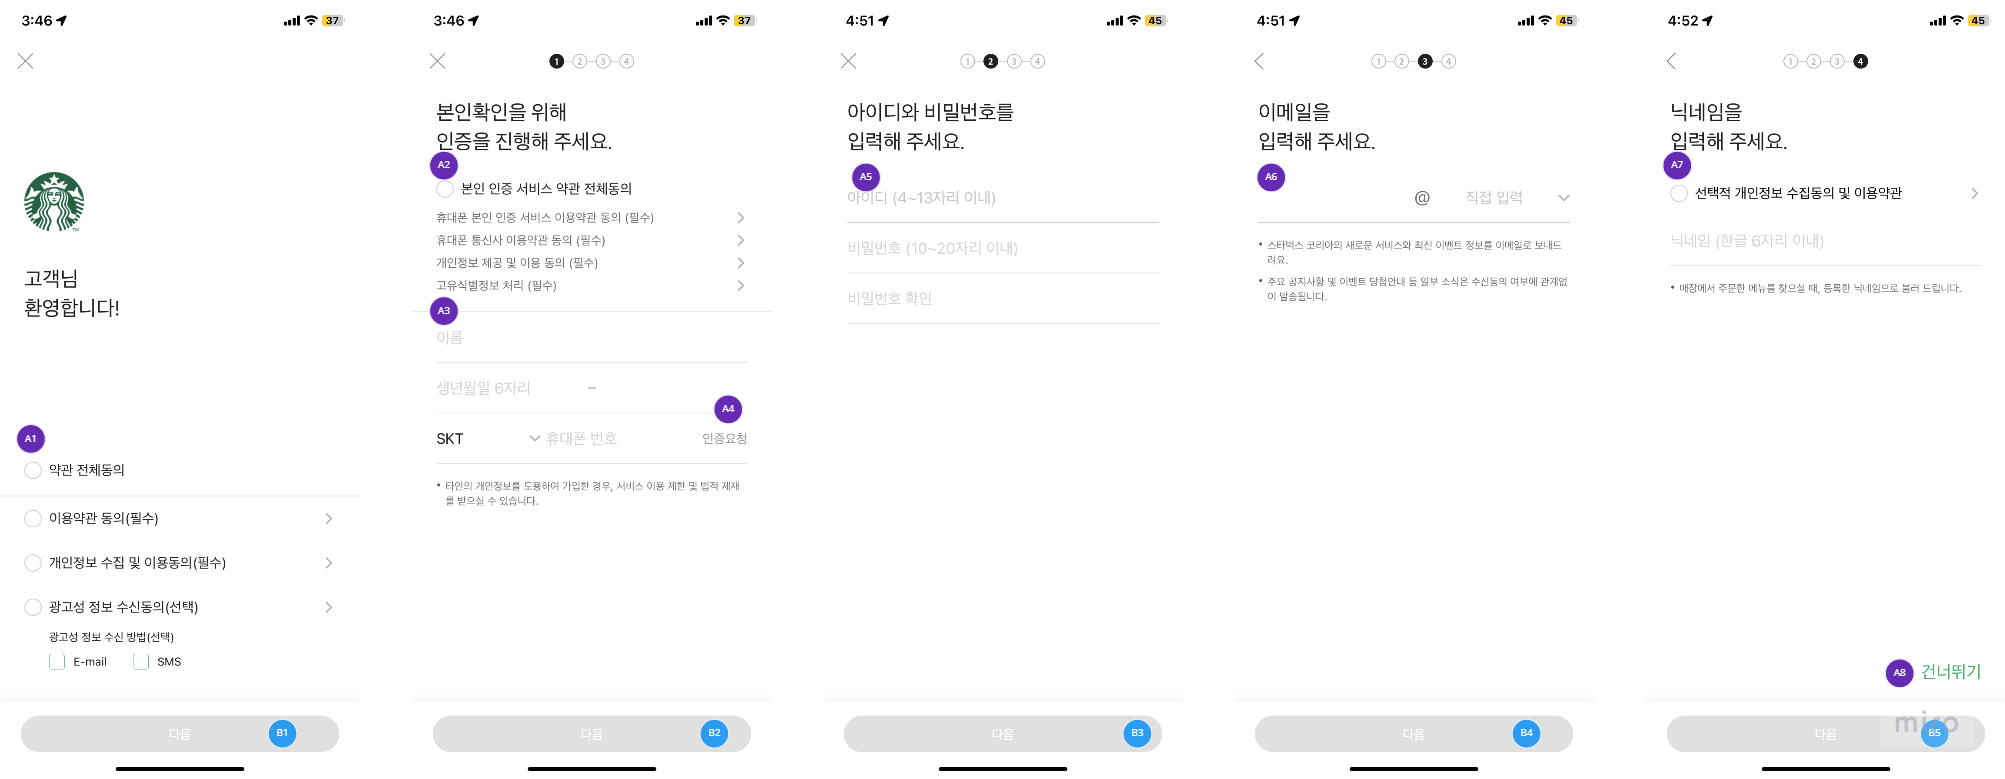 3:46
37
TM
고객님
환영합니다!
A1
약관 전체동의
이용약관 동의(필수)
개인정보 수집 및 이용동의(필수)
광고성 정보 수신동의(선택)
광고성 정보 수신 방법(선택)
E-mail SMS
다음 B1
3:46
37
1 2 3 4
본인확인을 위해
인증을 진행해 주세요.
A2
본인 인증 서비스 약관 전체동의
휴대폰 본인 인증 서비스 이용약관 동의 (필수)
휴대폰 통신사 이용약관 동의 (필수)
개인정보 제공 및 이용 동의 (필수)
고유식별정보 처리 (필수)
A3
이름
생년월일 6자리 –
A4
SKT 휴대폰 번호 인증요청
• 타인의 개인정보를 도용하여 가입한 경우, 서비스 이용 제한 및 법적 제재
를 받으실 수 있습니다.
다음 B2
4:51
45
1 2 3 4
아이디와 비밀번호를
입력해 주세요.
A5
아이디 (4~13자리 이내)
비밀번호 (10~20자리 이내)
비밀번호 확인
다음 B3
4:51
45
1 2 3 4
이메일을
입력해 주세요.
A6
@ 직접 입력
• 스타벅스 코리아의 새로운 서비스와 최신 이벤트 정보를 이메일로 보내드
려요.
• 주요 공지사항 및 이벤트 당첨안내 등 일부 소식은 수신동의 여부에 관계없
이 발송됩니다.
다음 B4
4:52
45
1 2 3 4
닉네임을
입력해 주세요.
A7
선택적 개인정보 수집동의 및 이용약관
닉네임 (한글 6자리 이내)
• 매장에서 주문한 메뉴를 찾으실 때, 등록한 닉네임으로 불러 드립니다.
A8 건너뛰기
다음 B5
miro